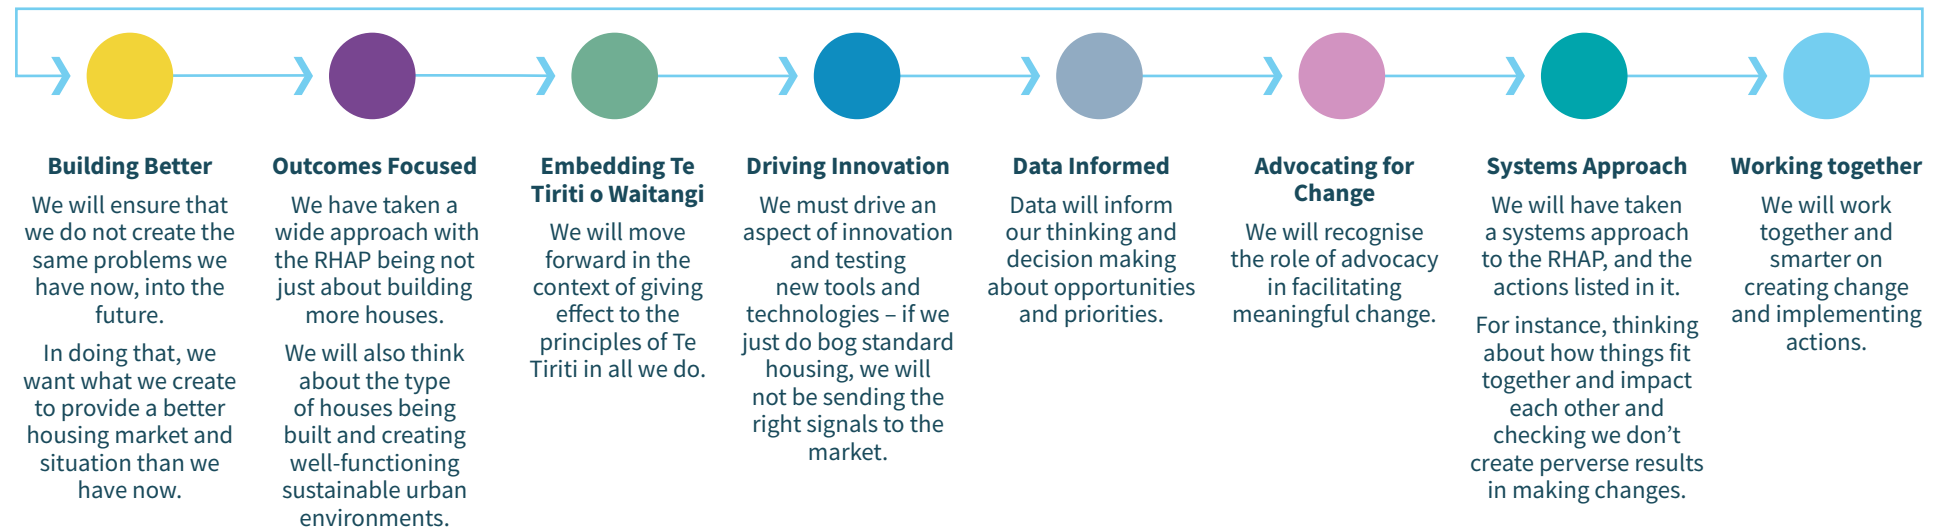 Building Better
We will ensure that
we do not create the
same problems we
have now, into the
future.
In doing that, we
want what we create
to provide a better
housing market and
situation than we
have now.
Outcomes Focused
We have taken a
wide approach with
the RHAP being not
just about building
more houses.
We will also think
about the type
of houses being
built and creating
well-functioning
sustainable urban
environments.
Embedding Te
Tiriti o Waitangi
We will move
forward in the
context of giving
effect to the
principles of Te
Tiriti in all we do.
Driving Innovation
We must drive an
aspect of innovation
and testing
new tools and
technologies – if we
just do bog standard
housing, we will
not be sending the
right signals to the
market.
Data Informed
Data will inform
our thinking and
decision making
about opportunities
and priorities.
Advocating for
Change
We will recognise
the role of advocacy
in facilitating
meaningful change.
Systems Approach
We will have taken
a systems approach
to the RHAP, and the
actions listed in it.
For instance, thinking
about how things fit
together and impact
each other and
checking we don’t
create perverse results
in making changes.
Working together
We will work
together and
smarter on
creating change
and implementing
actions.